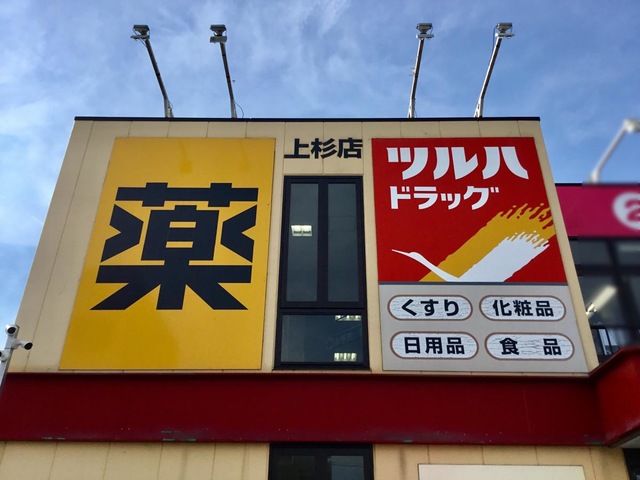 薬
上杉店
ツルハ
ドラッグ
くすり
化粧品
日用品
食品